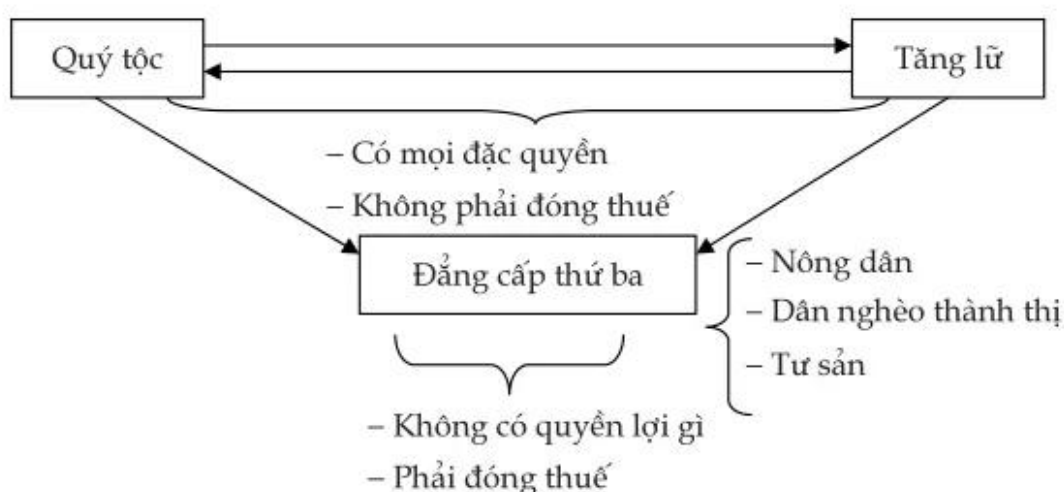 Quý tộc
Tăng lữ
– Có mọi đặc quyền
– Không phải đóng thuế
Đẳng cấp thứ ba
– Nông dân
– Dân nghèo thành thị
– Tư sản
– Không có quyền lợi gì
– Phải đóng thuế